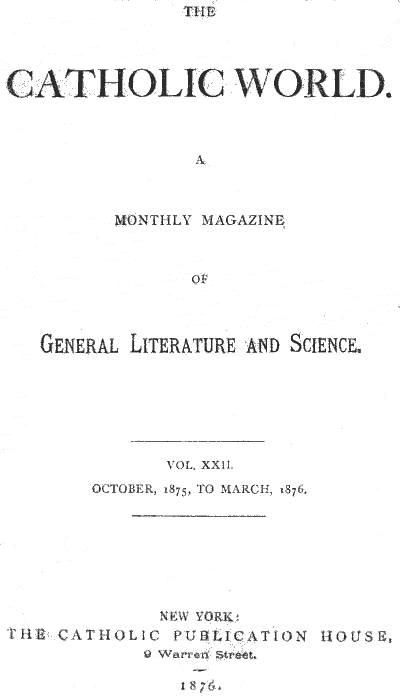 THE
CATHOLIC WORLD.
A
MONTHLY MAGAZINE
OF
GENERAL LITERATURE AND SCIENCE.
VOL. XXII.
OCTOBER, 1875, TO MARCH, 1876.
NEW YORK:
THE CATHOLIC PUBLICATION HOUSE,
9 Warren Street.
1876.